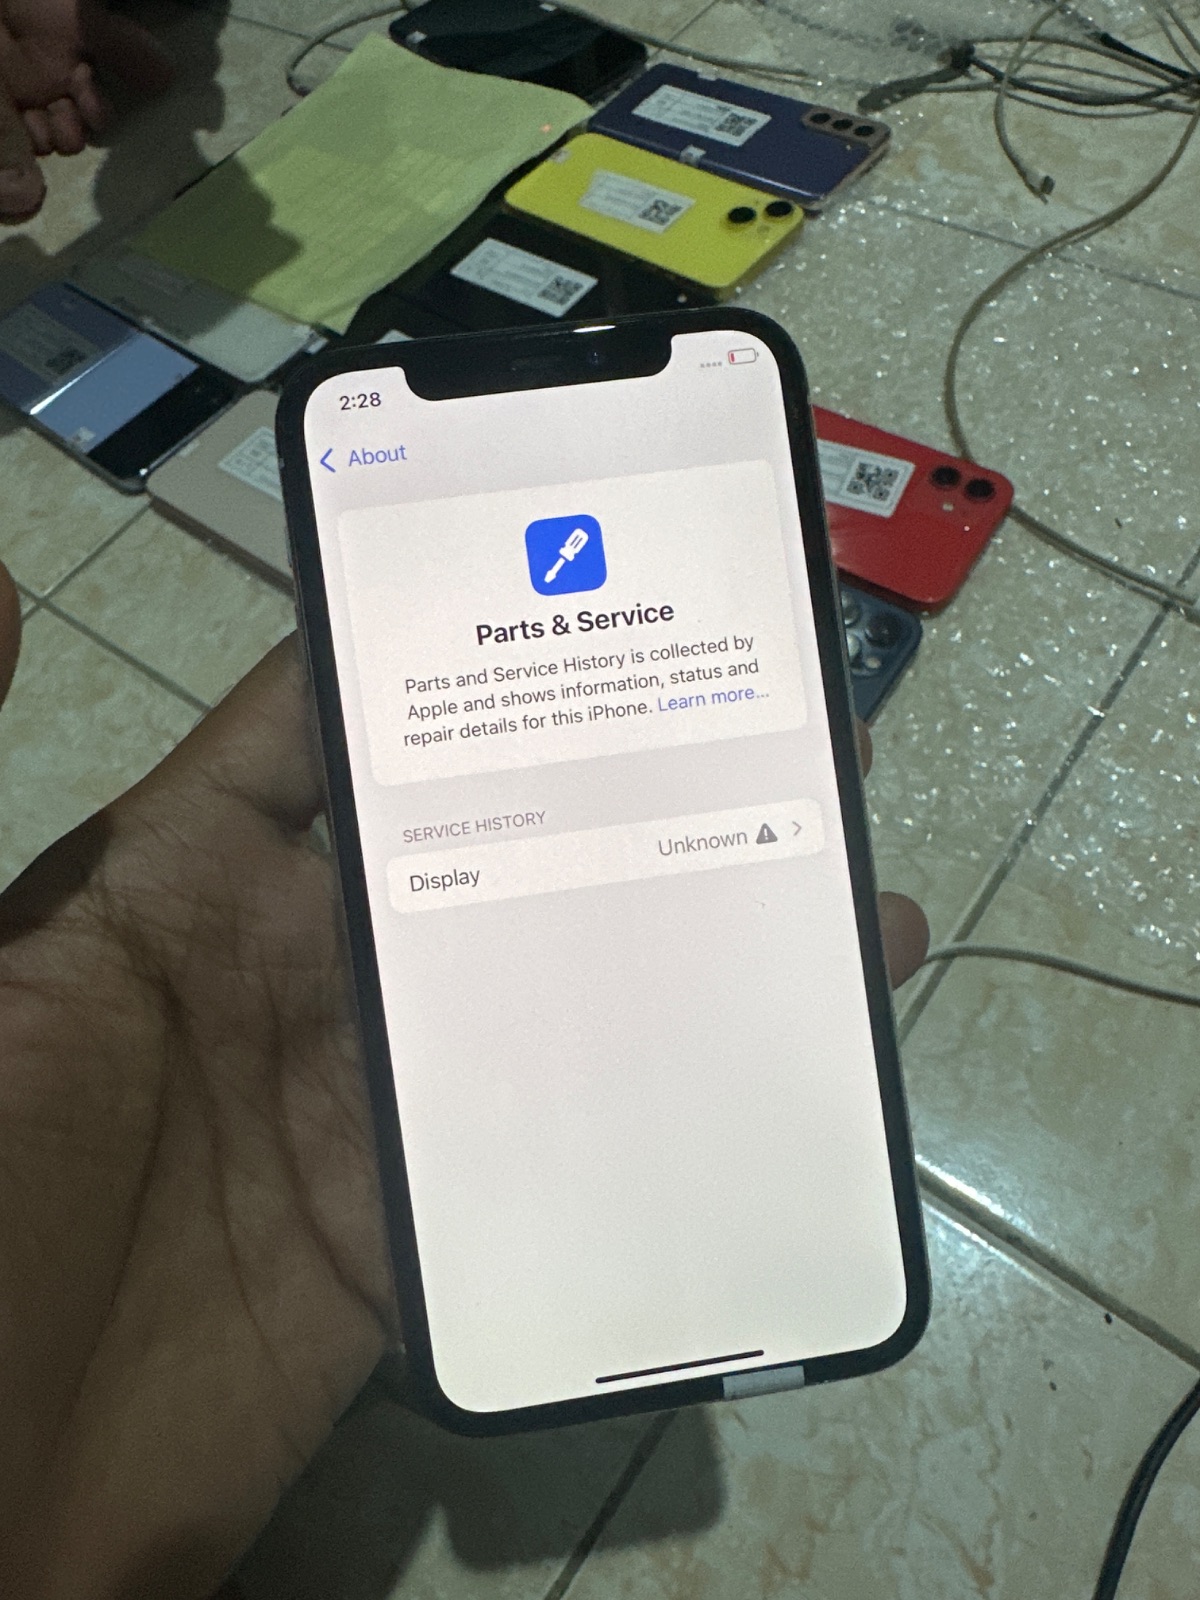 2:28
About
Parts & Service
Parts and Service History is collected by
Apple and shows information, status and
repair details for this iPhone. Learn more...
SERVICE HISTORY
Display
Unknown